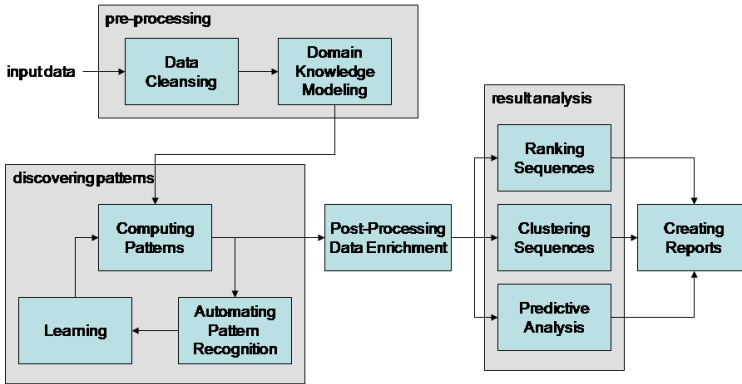 pre-processing
input data
Data
Cleansing
Domain
Knowledge
Modeling
discovering patterns
Computing
Patterns
Learning
Automating
Pattern
Recognition
Post-Processing
Data Enrichment
result analysis
Ranking
Sequences
Clustering
Sequences
Predictive
Analysis
Creating
Reports